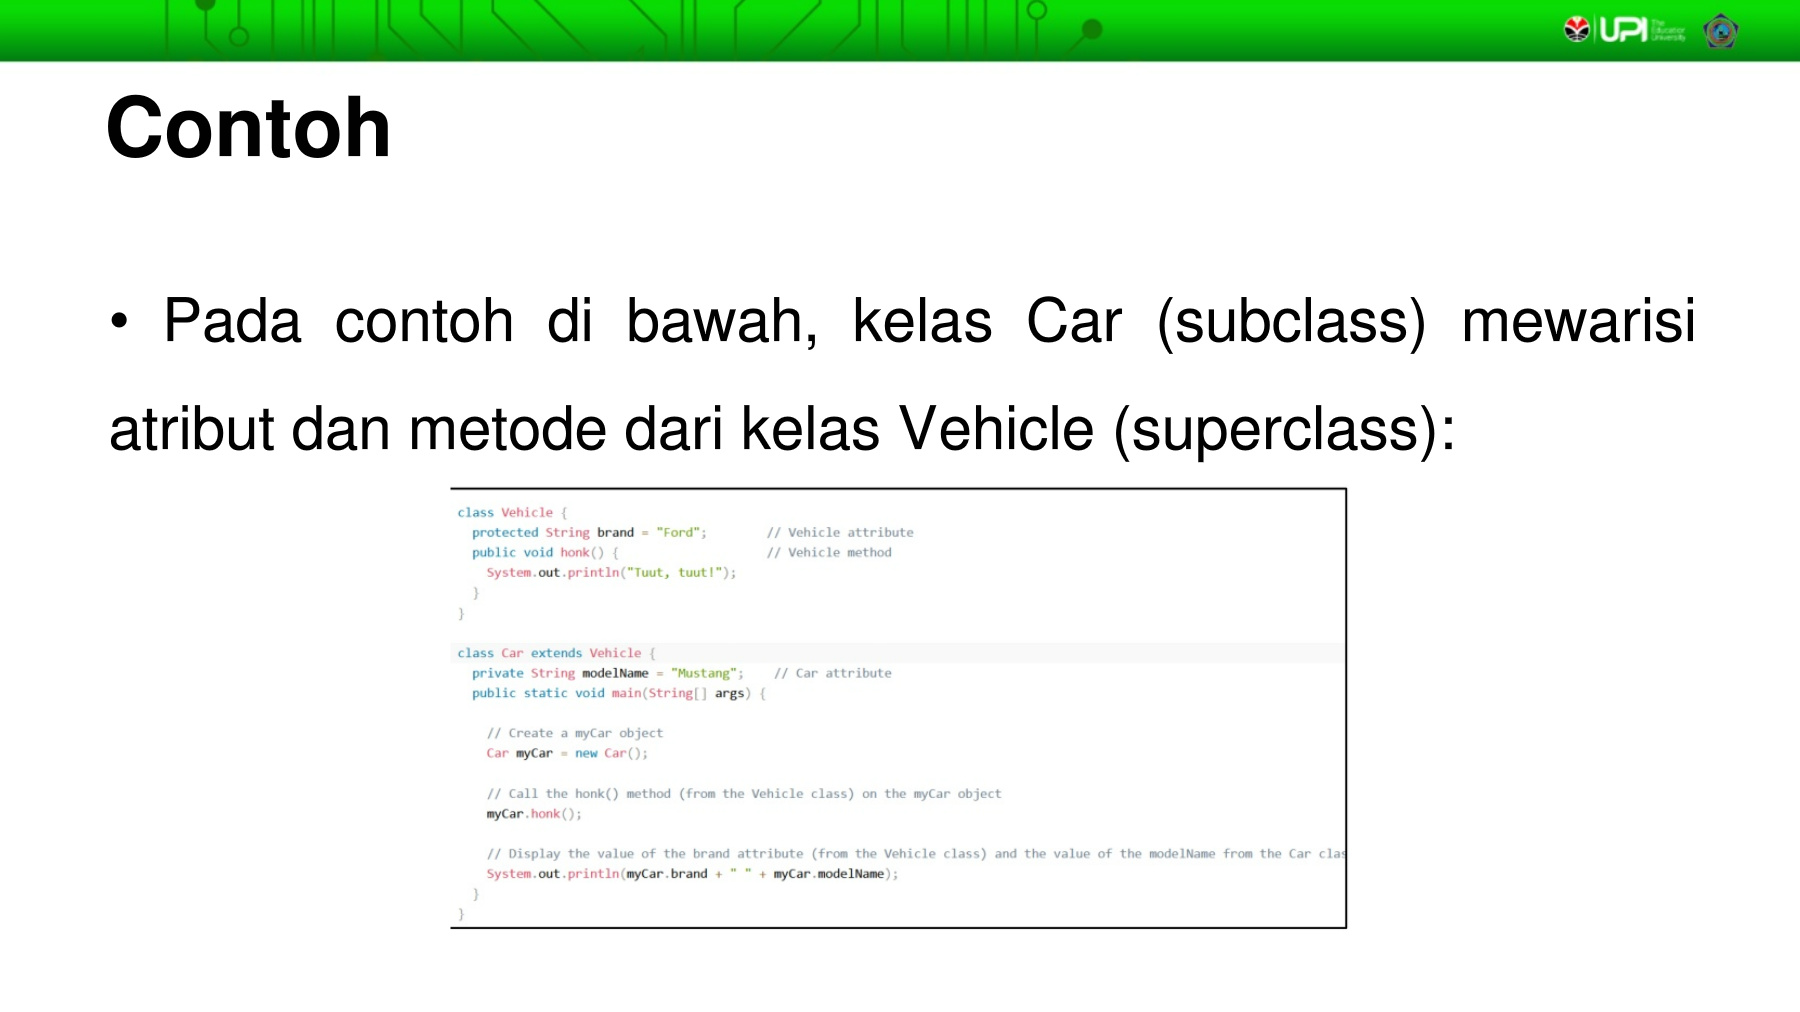 UPI The Education University
Contoh
• Pada contoh di bawah, kelas Car (subclass) mewarisi
atribut dan metode dari kelas Vehicle (superclass):
class Vehicle {
  protected String brand = "Ford";        // Vehicle attribute
  public void honk() {                    // Vehicle method
    System.out.println("Tuut, tuut!");
  }
}
class Car extends Vehicle {
  private String modelName = "Mustang";    // Car attribute
  public static void main(String[] args) {
    // Create a myCar object
    Car myCar = new Car();
    // Call the honk() method (from the Vehicle class) on the myCar object
    myCar.honk();
    // Display the value of the brand attribute (from the Vehicle class) and the value of the modelName from the Car clas
    System.out.println(myCar.brand + " " + myCar.modelName);
  }
}